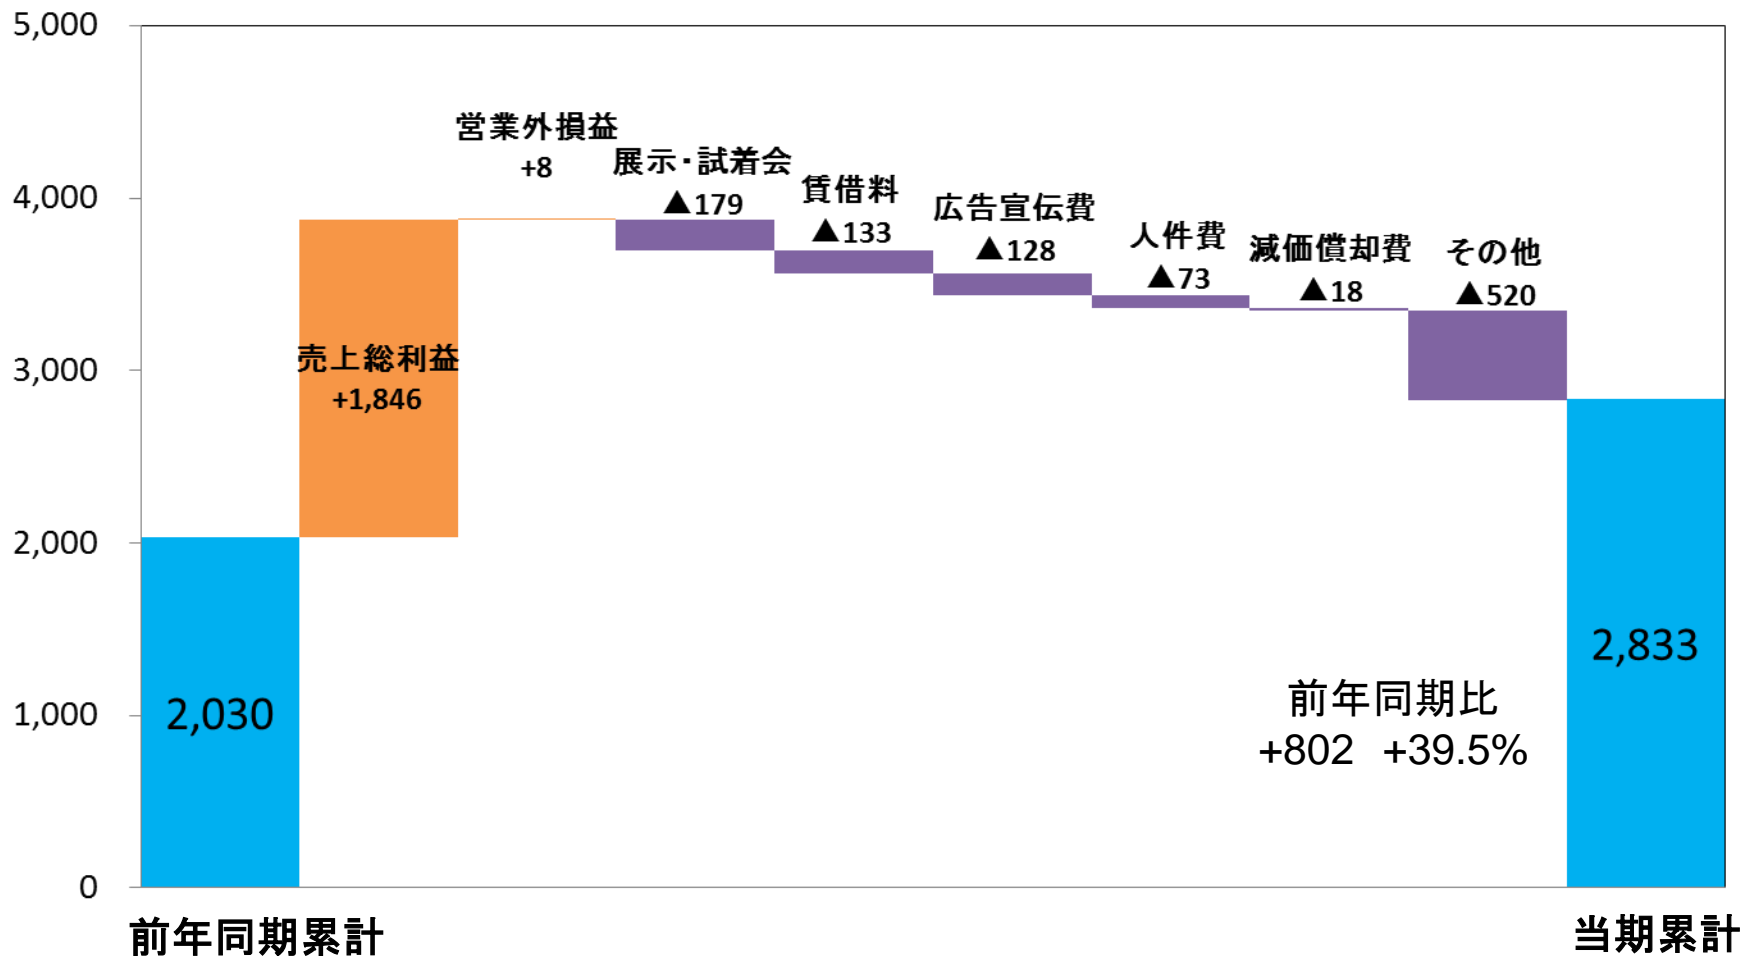 5,000
4,000
3,000
2,000
1,000
0
営業外損益
+8
展示・試着会
▲179
賃借料
▲133
広告宣伝費
▲128
人件費
▲73
減価償却費
▲18
その他
▲520
売上総利益
+1,846
2,030
2,833
前年同期比
+802 +39.5%
前年同期累計
当期累計